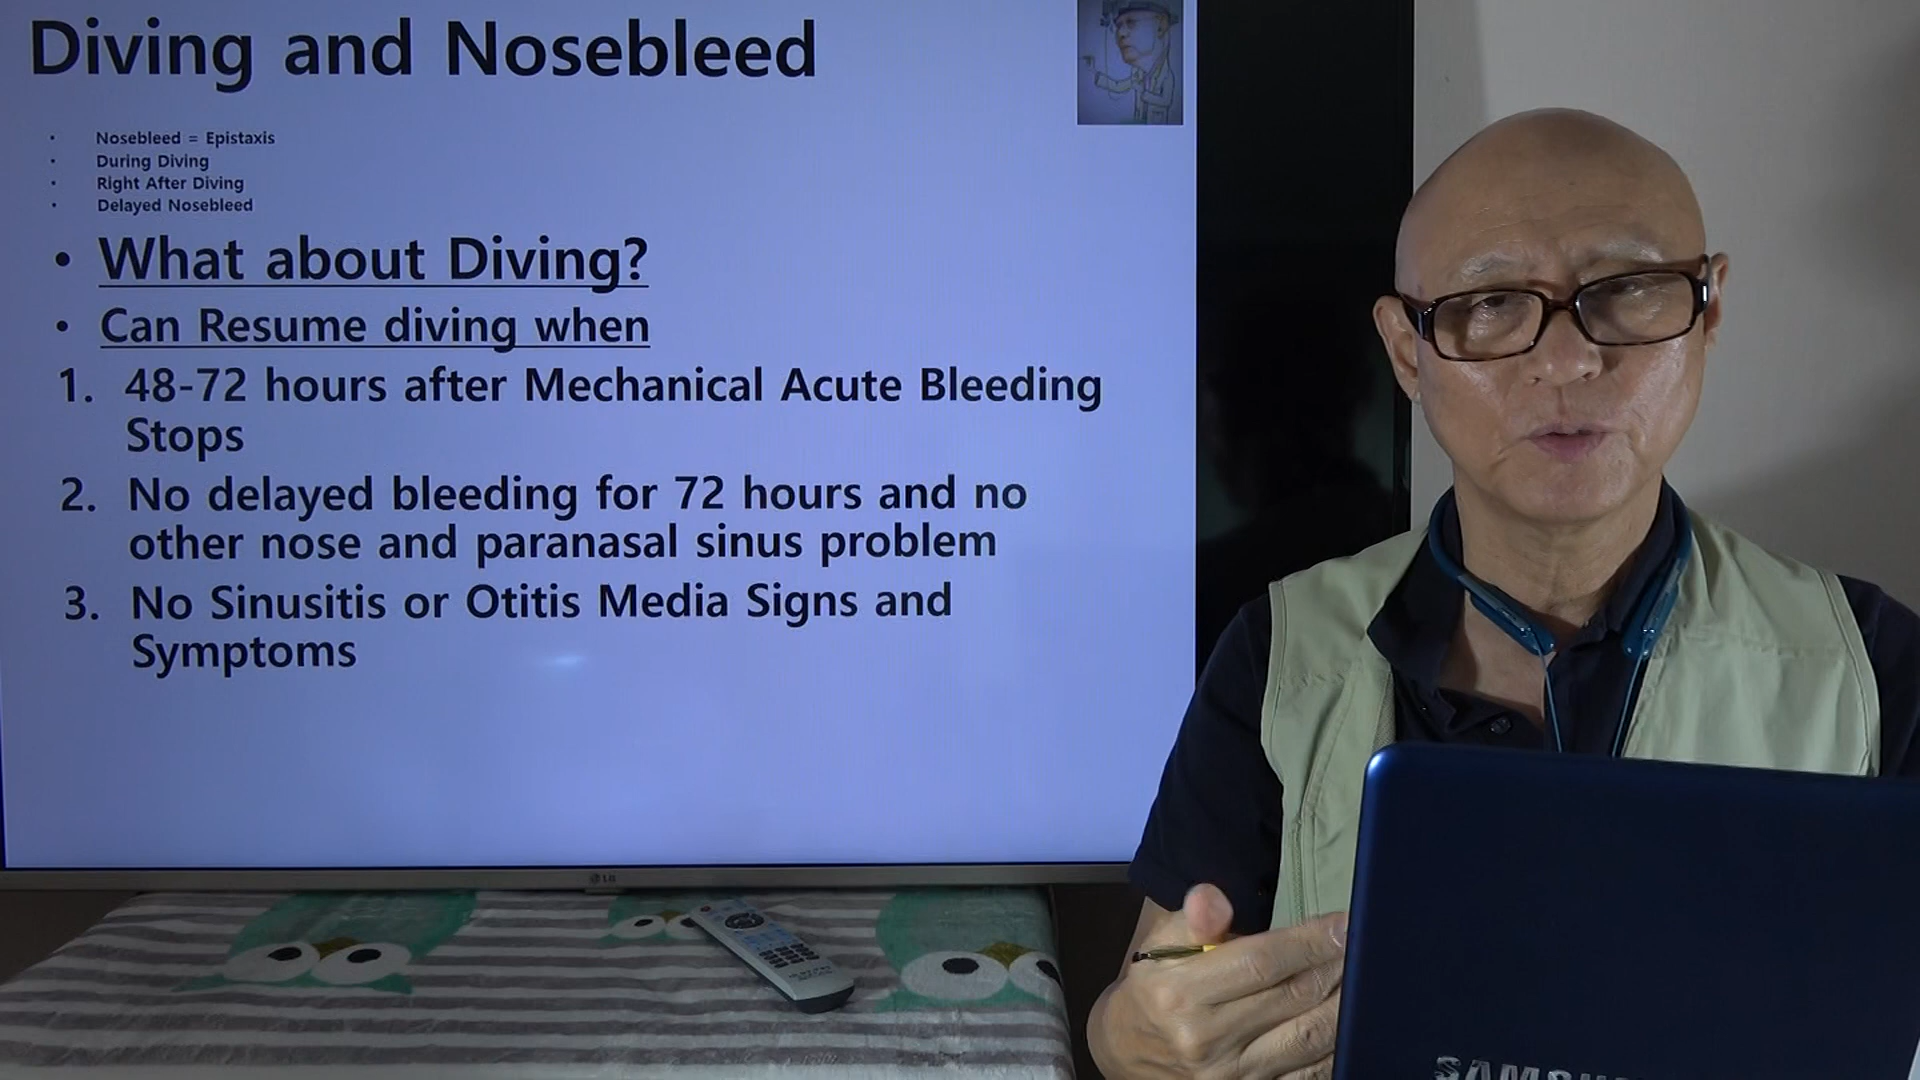 Diving and Nosebleed
• Nosebleed = Epistaxis
• During Diving
• Right After Diving
• Delayed Nosebleed
• What about Diving?
• Can Resume diving when
1. 48-72 hours after Mechanical Acute Bleeding
Stops
2. No delayed bleeding for 72 hours and no
other nose and paranasal sinus problem
3. No Sinusitis or Otitis Media Signs and
Symptoms
LG